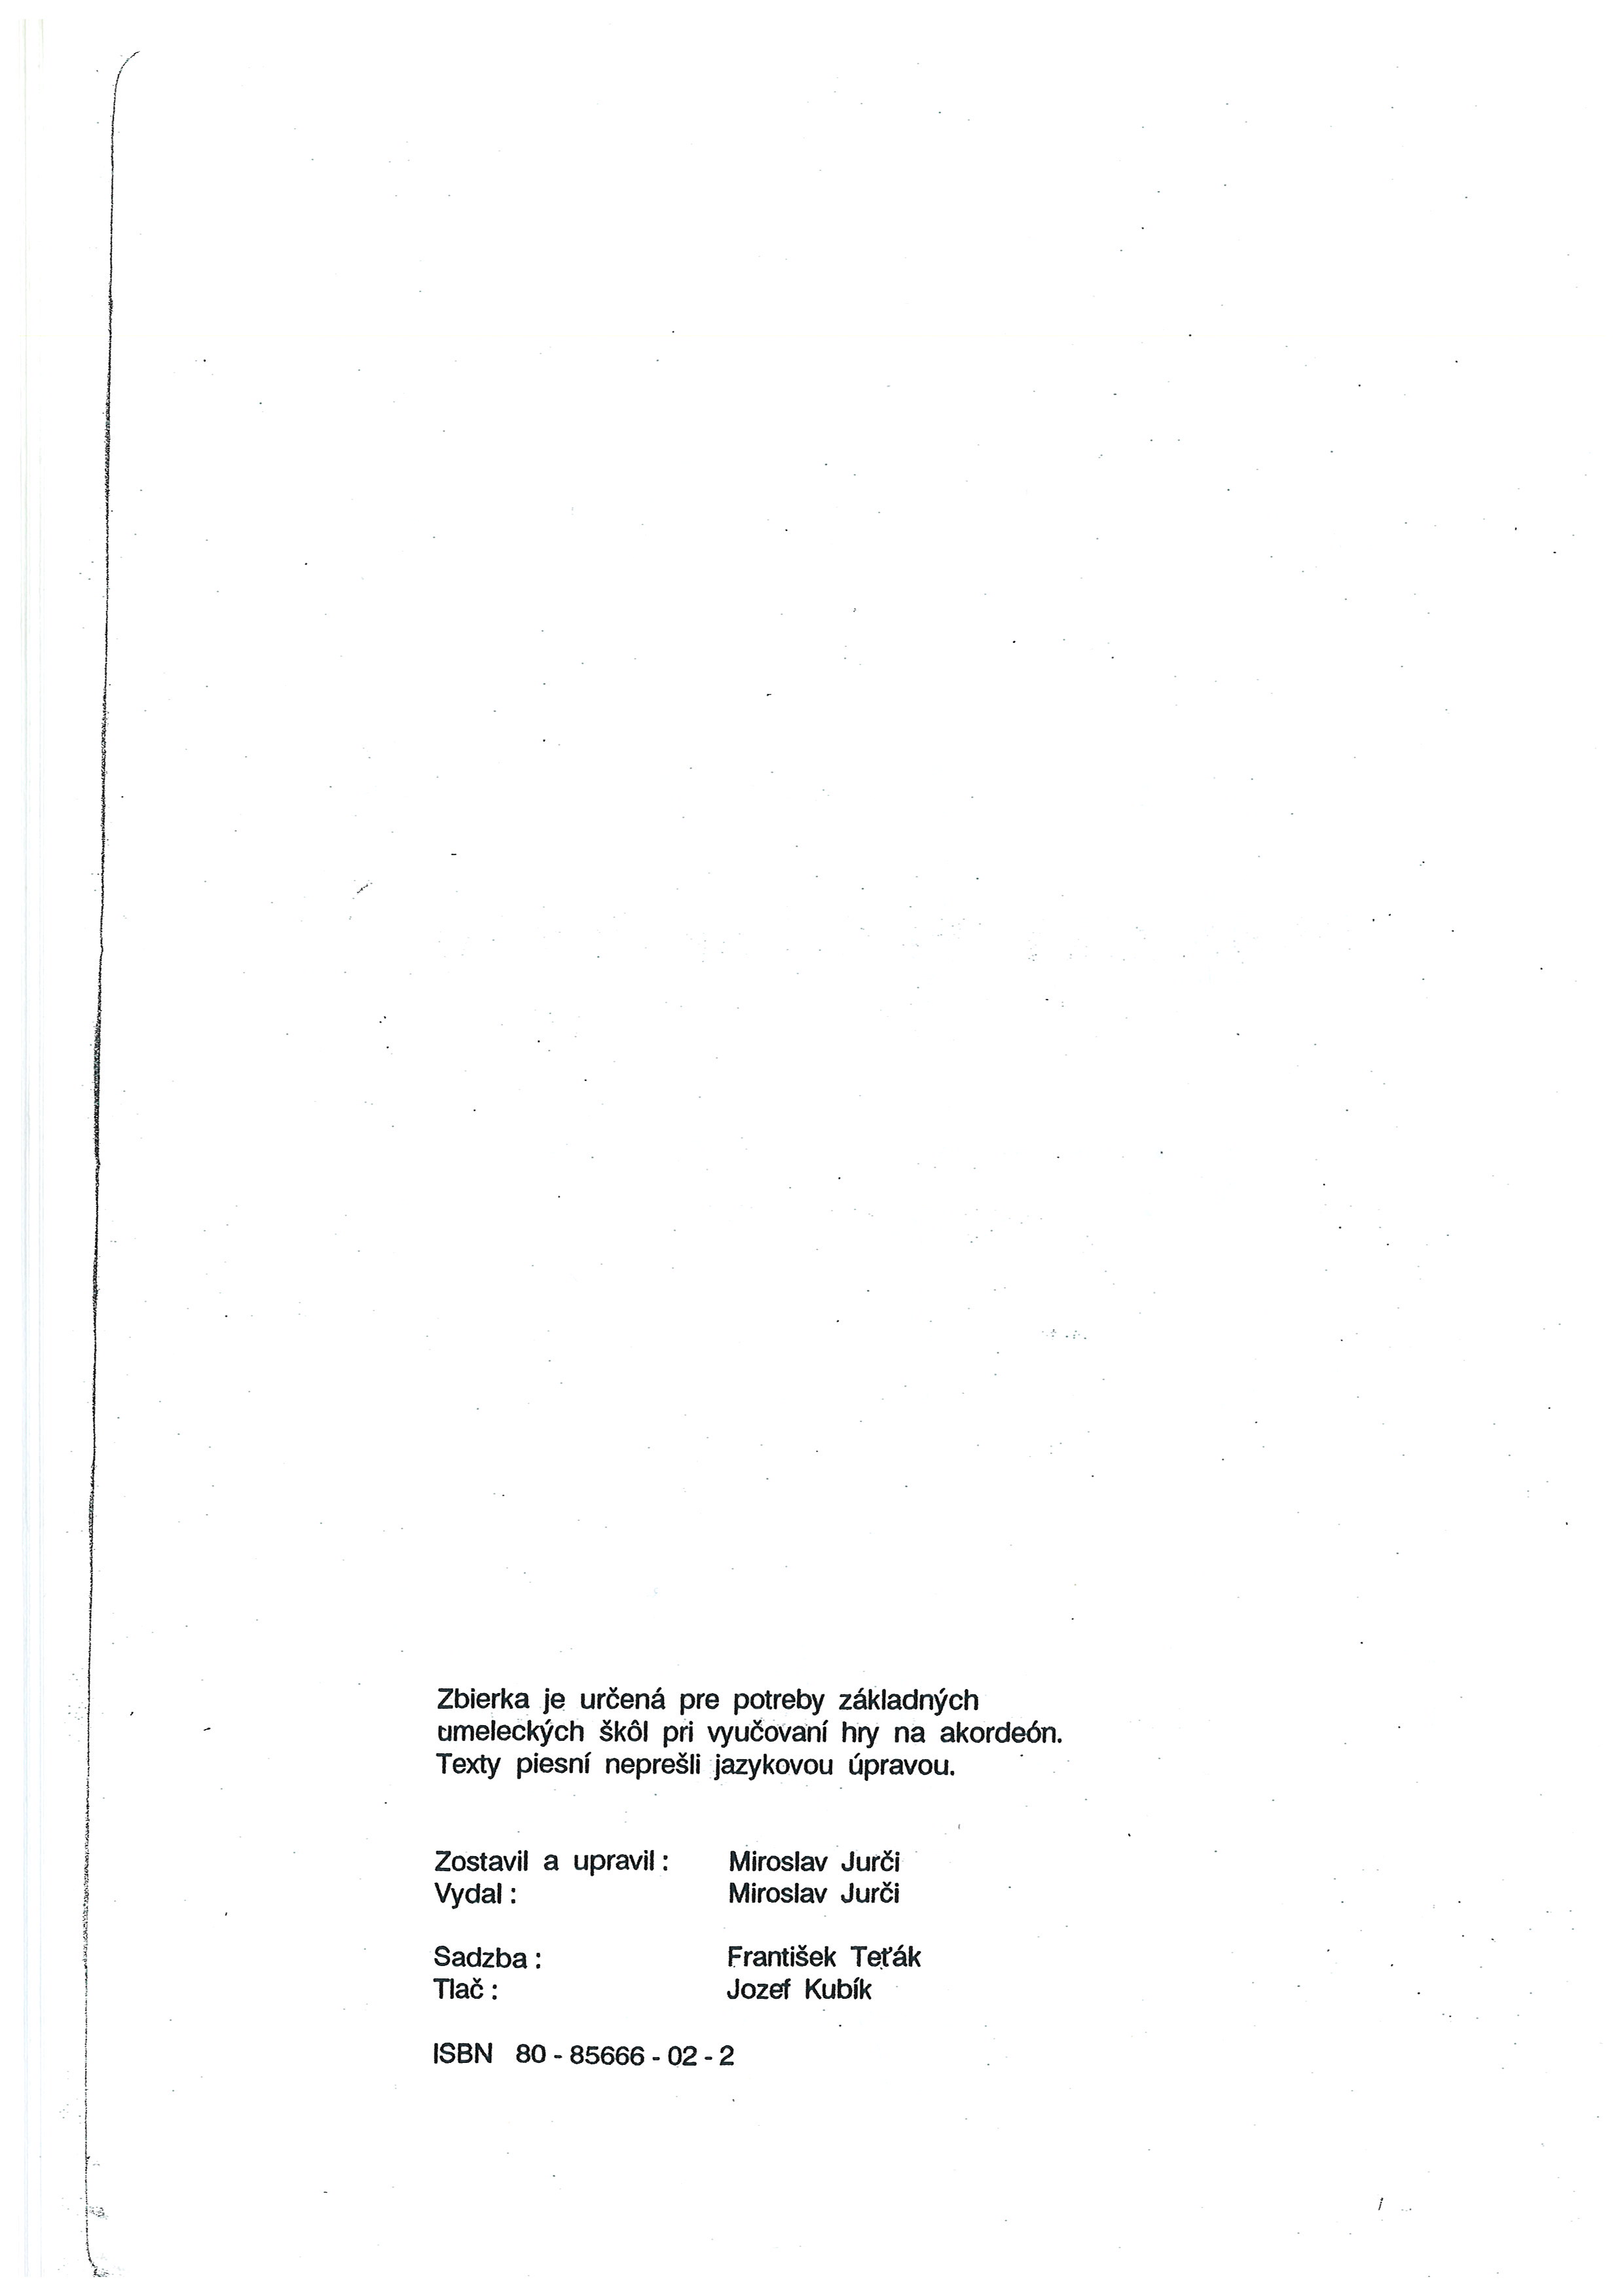 Zbierka je určená pre potreby základných
umeleckých škôl pri vyučovaní hry na akordeón.
Texty piesní neprešli jazykovou úpravou.
Zostavil a upravil : Miroslav Jurči
Vydal : Miroslav Jurči
Sadzba : František Teťák
Tlač : Jozef Kubík
ISBN 80 - 85666 - 02 - 2